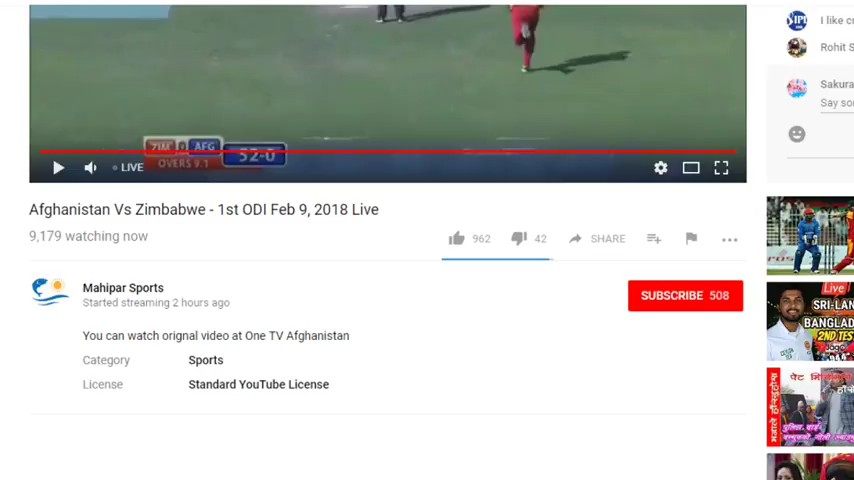 ZIM AFG
OVERS 9.1
52-0
LIVE
Afghanistan Vs Zimbabwe - 1st ODI Feb 9, 2018 Live
9,179 watching now
962
42
SHARE
Mahipar Sports
Started streaming 2 hours ago
SUBSCRIBE 508
You can watch orignal video at One TV Afghanistan
Category Sports
License Standard YouTube License
IPL
I like cr
Rohit S
Sakura
Say so
Live
SRI-LAN
BANGLAD
2ND TES